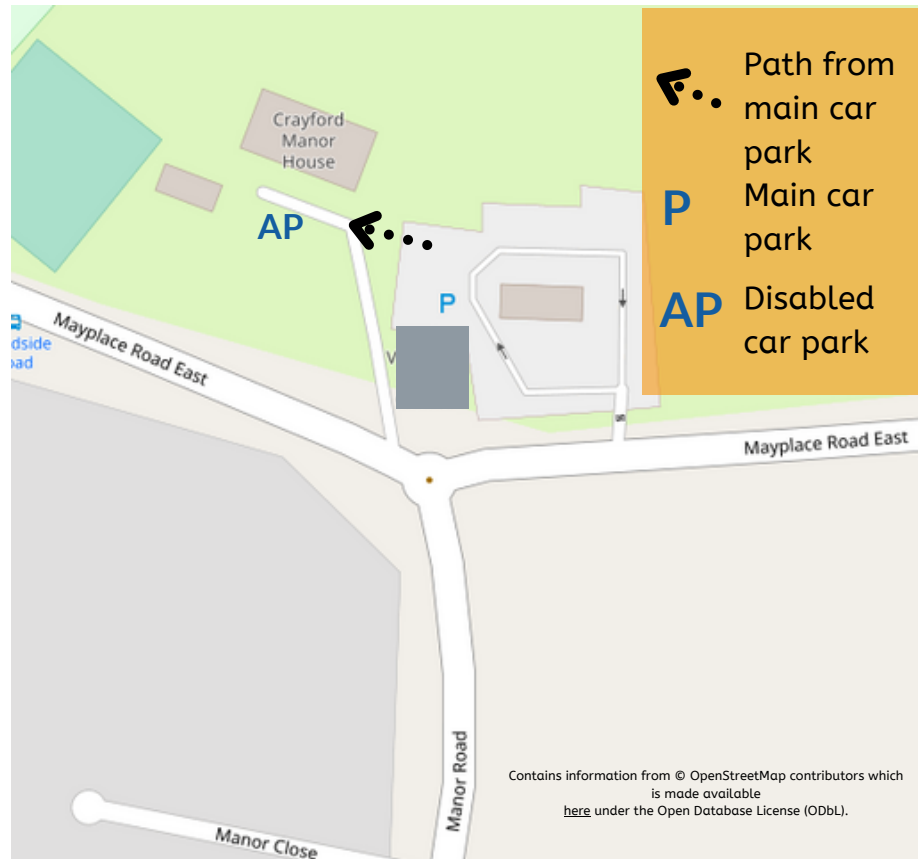 Path from
main car
park
P
Main car
park
AP
Disabled
car park
Crayford
Manor
House
AP
P
Mayplace Road East
Mayplace Road East
Manor Road
Manor Close
Contains information from © OpenStreetMap contributors which
is made available
here under the Open Database License (ODbL).